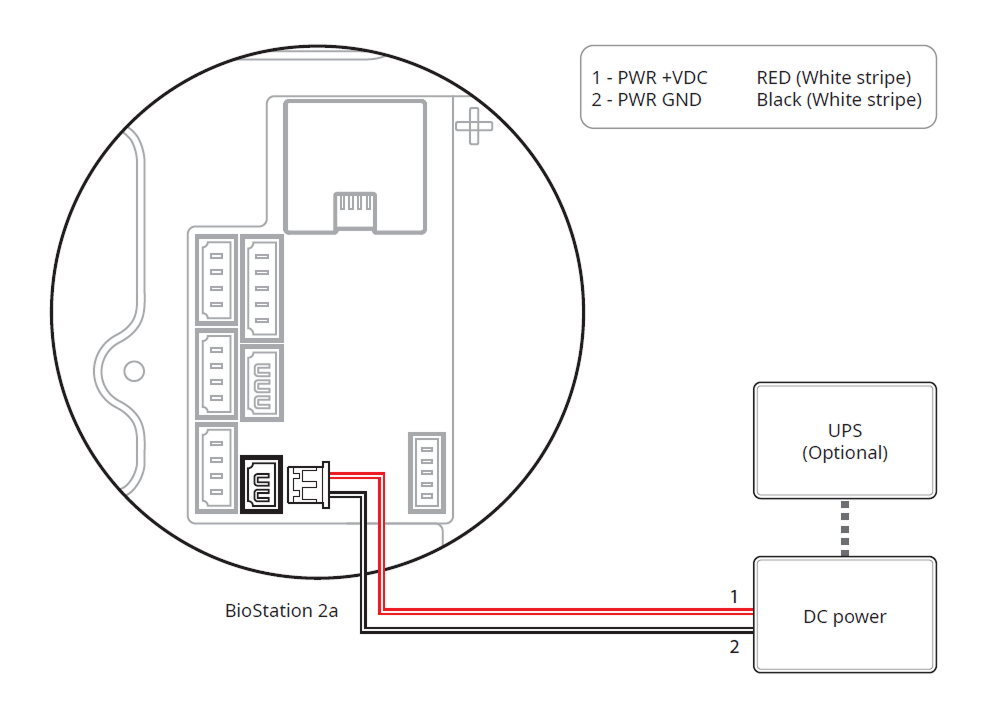 1 - PWR +VDC RED (White stripe)
2 - PWR GND Black (White stripe)
UPS
(Optional)
BioStation 2a
1
DC power
2